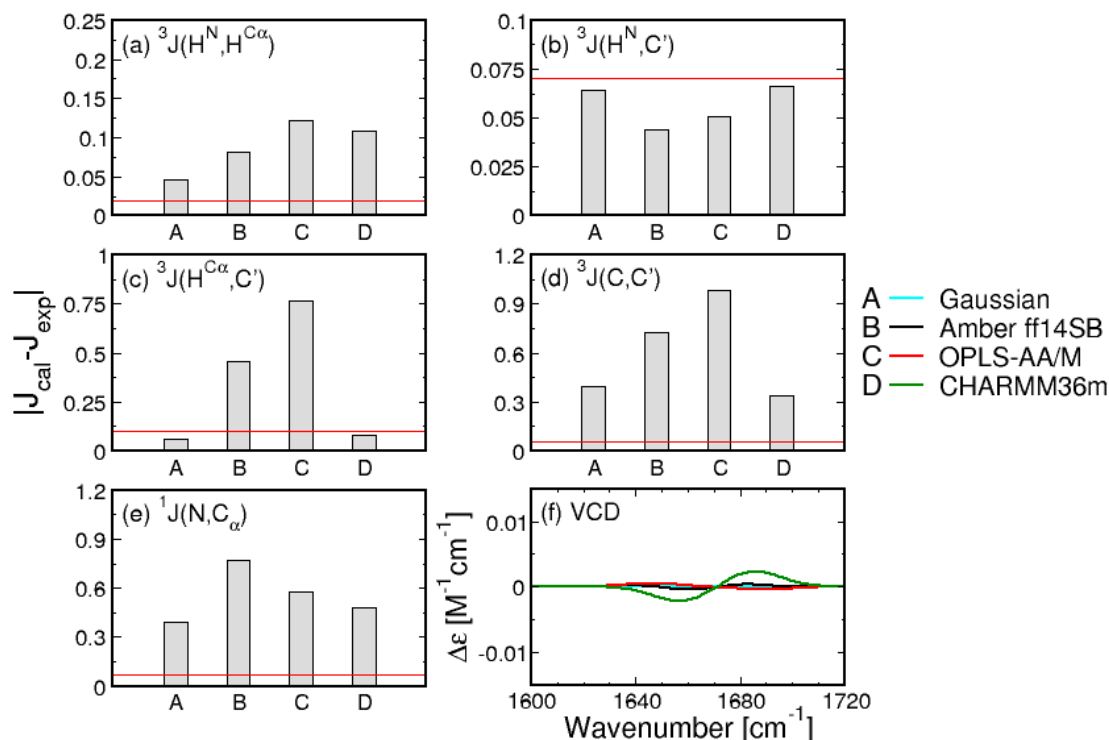 (a) ³J(Hᴺ,Hᶜᵅ)
0.25
0.2
0.15
0.1
0.05
0
A B C D
(b) ³J(Hᴺ,C')
0.1
0.075
0.05
0.025
0
A B C D
|J_cal-J_exp|
(c) ³J(Hᶜᵅ,C')
1
0.75
0.5
0.25
0
A B C D
(d) ³J(C,C')
1.2
0.9
0.6
0.3
0
A B C D
(e) ¹J(N,C_α)
1.2
0.9
0.6
0.3
0
A B C D
(f) VCD
Δε [M⁻¹cm⁻¹]
0.01
0
-0.01
1600 1640 1680 1720
Wavenumber [cm⁻¹]
A Gaussian
B Amber ff14SB
C OPLS-AA/M
D CHARMM36m